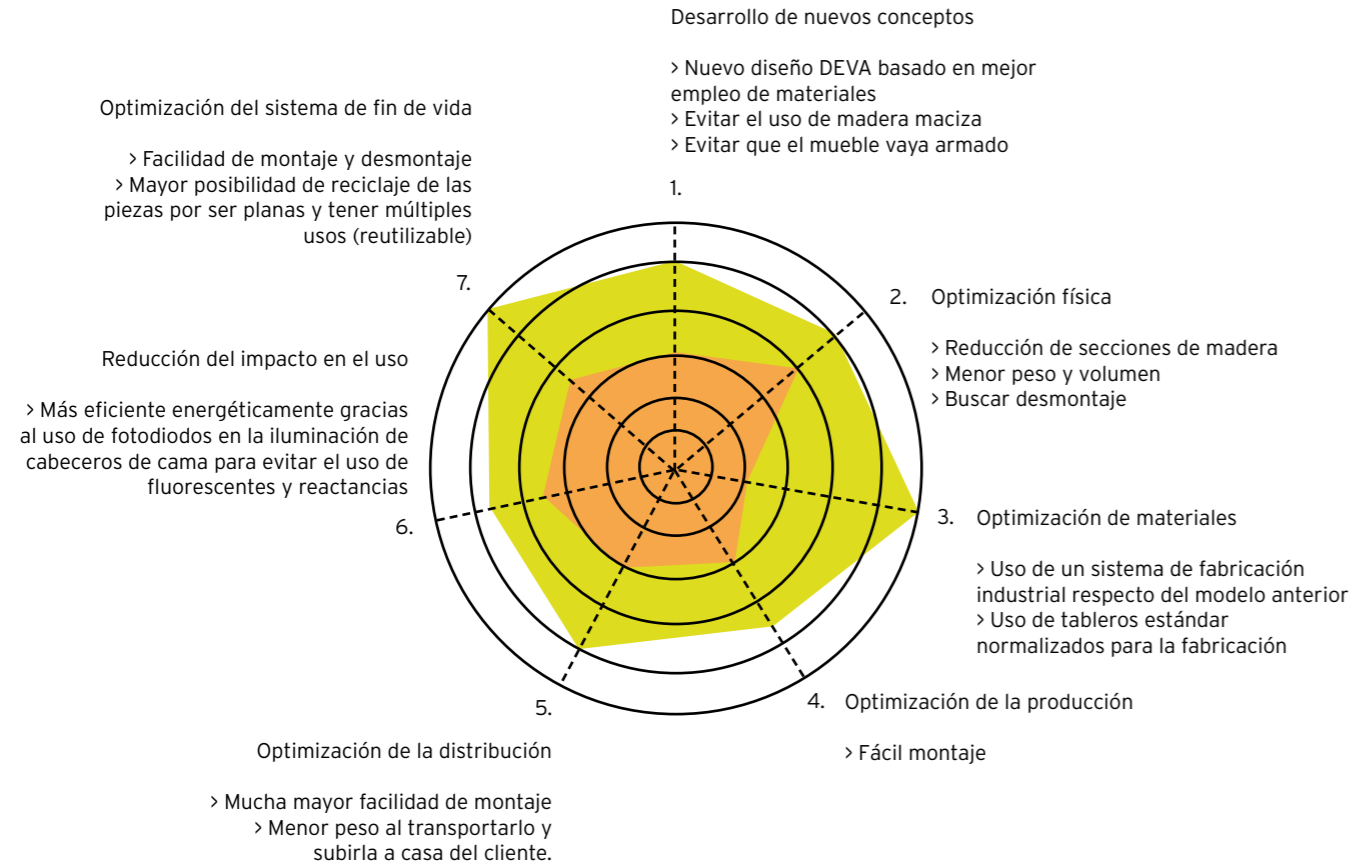 Desarrollo de nuevos conceptos
> Nuevo diseño DEVA basado en mejor
empleo de materiales
> Evitar el uso de madera maciza
> Evitar que el mueble vaya armado
1.
2. Optimización física
> Reducción de secciones de madera
> Menor peso y volumen
> Buscar desmontaje
3. Optimización de materiales
> Uso de un sistema de fabricación
industrial respecto del modelo anterior
> Uso de tableros estándar
normalizados para la fabricación
4. Optimización de la producción
> Fácil montaje
5.
Optimización de la distribución
> Mucha mayor facilidad de montaje
> Menor peso al transportarlo y
subirla a casa del cliente.
Reducción del impacto en el uso
> Más eficiente energéticamente gracias
al uso de fotodiodos en la iluminación de
cabeceros de cama para evitar el uso de
fluorescentes y reactancias
6.
Optimización del sistema de fin de vida
> Facilidad de montaje y desmontaje
> Mayor posibilidad de reciclaje de las
piezas por ser planas y tener múltiples
usos (reutilizable)
7.